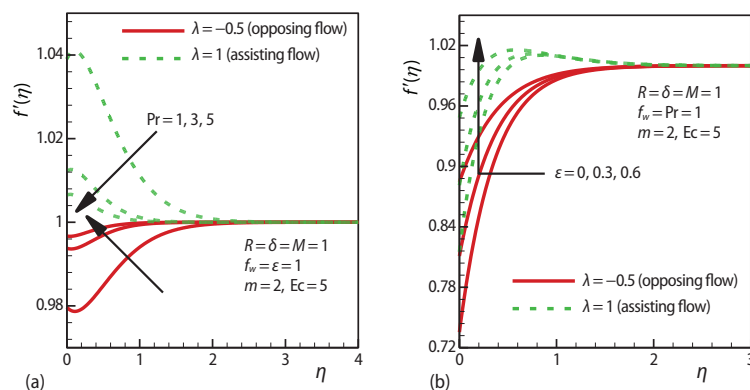 1.04
1.02
1
0.98
f′(η)
λ = −0.5 (opposing flow)
λ = 1 (assisting flow)
Pr = 1, 3, 5
R = δ = M = 1
f_w = ε = 1
m = 2, Ec = 5
0 1 2 3 4
η
(a)
1.02
0.96
0.9
0.84
0.78
0.72
f′(η)
R = δ = M = 1
f_w = Pr = 1
m = 2, Ec = 5
ε = 0, 0.3, 0.6
λ = −0.5 (opposing flow)
λ = 1 (assisting flow)
0 1 2 3
η
(b)